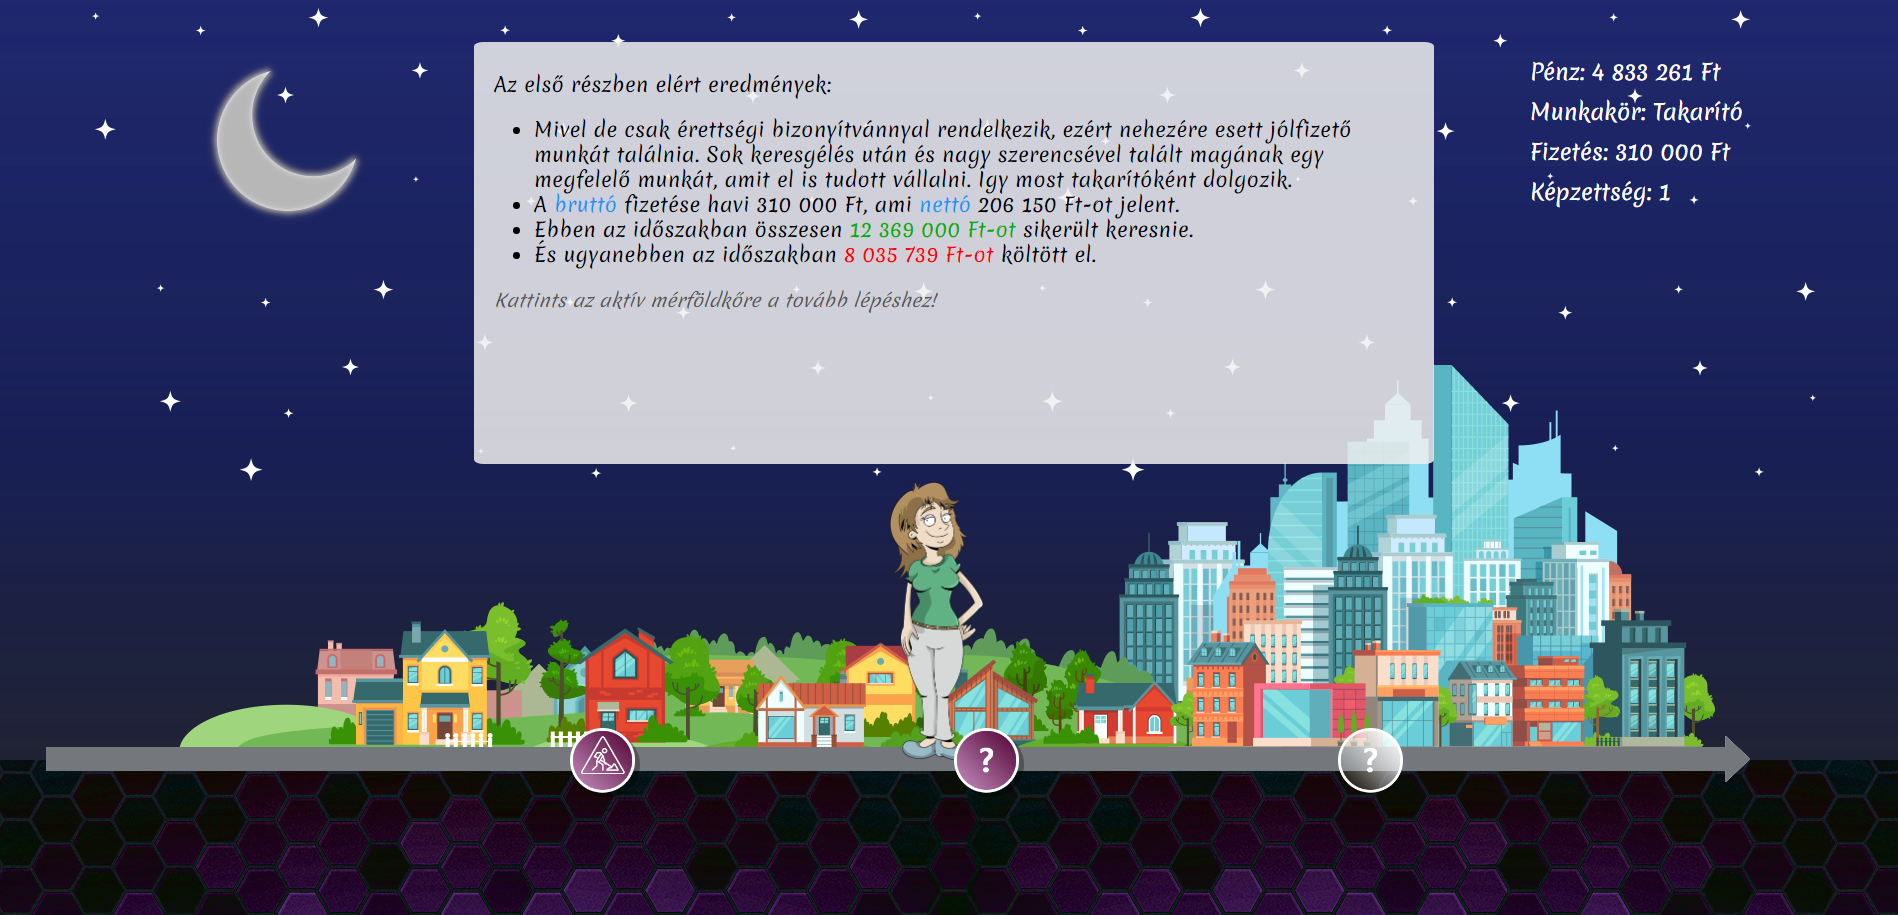 Az első részben elért eredmények:
Mivel de csak érettségi bizonyítvánnyal rendelkezik, ezért nehezére esett jólfizető
munkát találnia. Sok keresgélés után és nagy szerencsével talált magának egy
megfelelő munkát, amit el is tudott vállalni. Így most takarítóként dolgozik.
A bruttó fizetése havi 310 000 Ft, ami nettó 206 150 Ft-ot jelent.
Ebben az időszakban összesen 12 369 000 Ft-ot sikerült keresnie.
És ugyanebben az időszakban 8 035 739 Ft-ot költött el.
Kattints az aktív mérföldkőre a tovább lépéshez!
Pénz: 4 833 261 Ft
Munkakör: Takarító
Fizetés: 310 000 Ft
Képzettség: 1
? ?